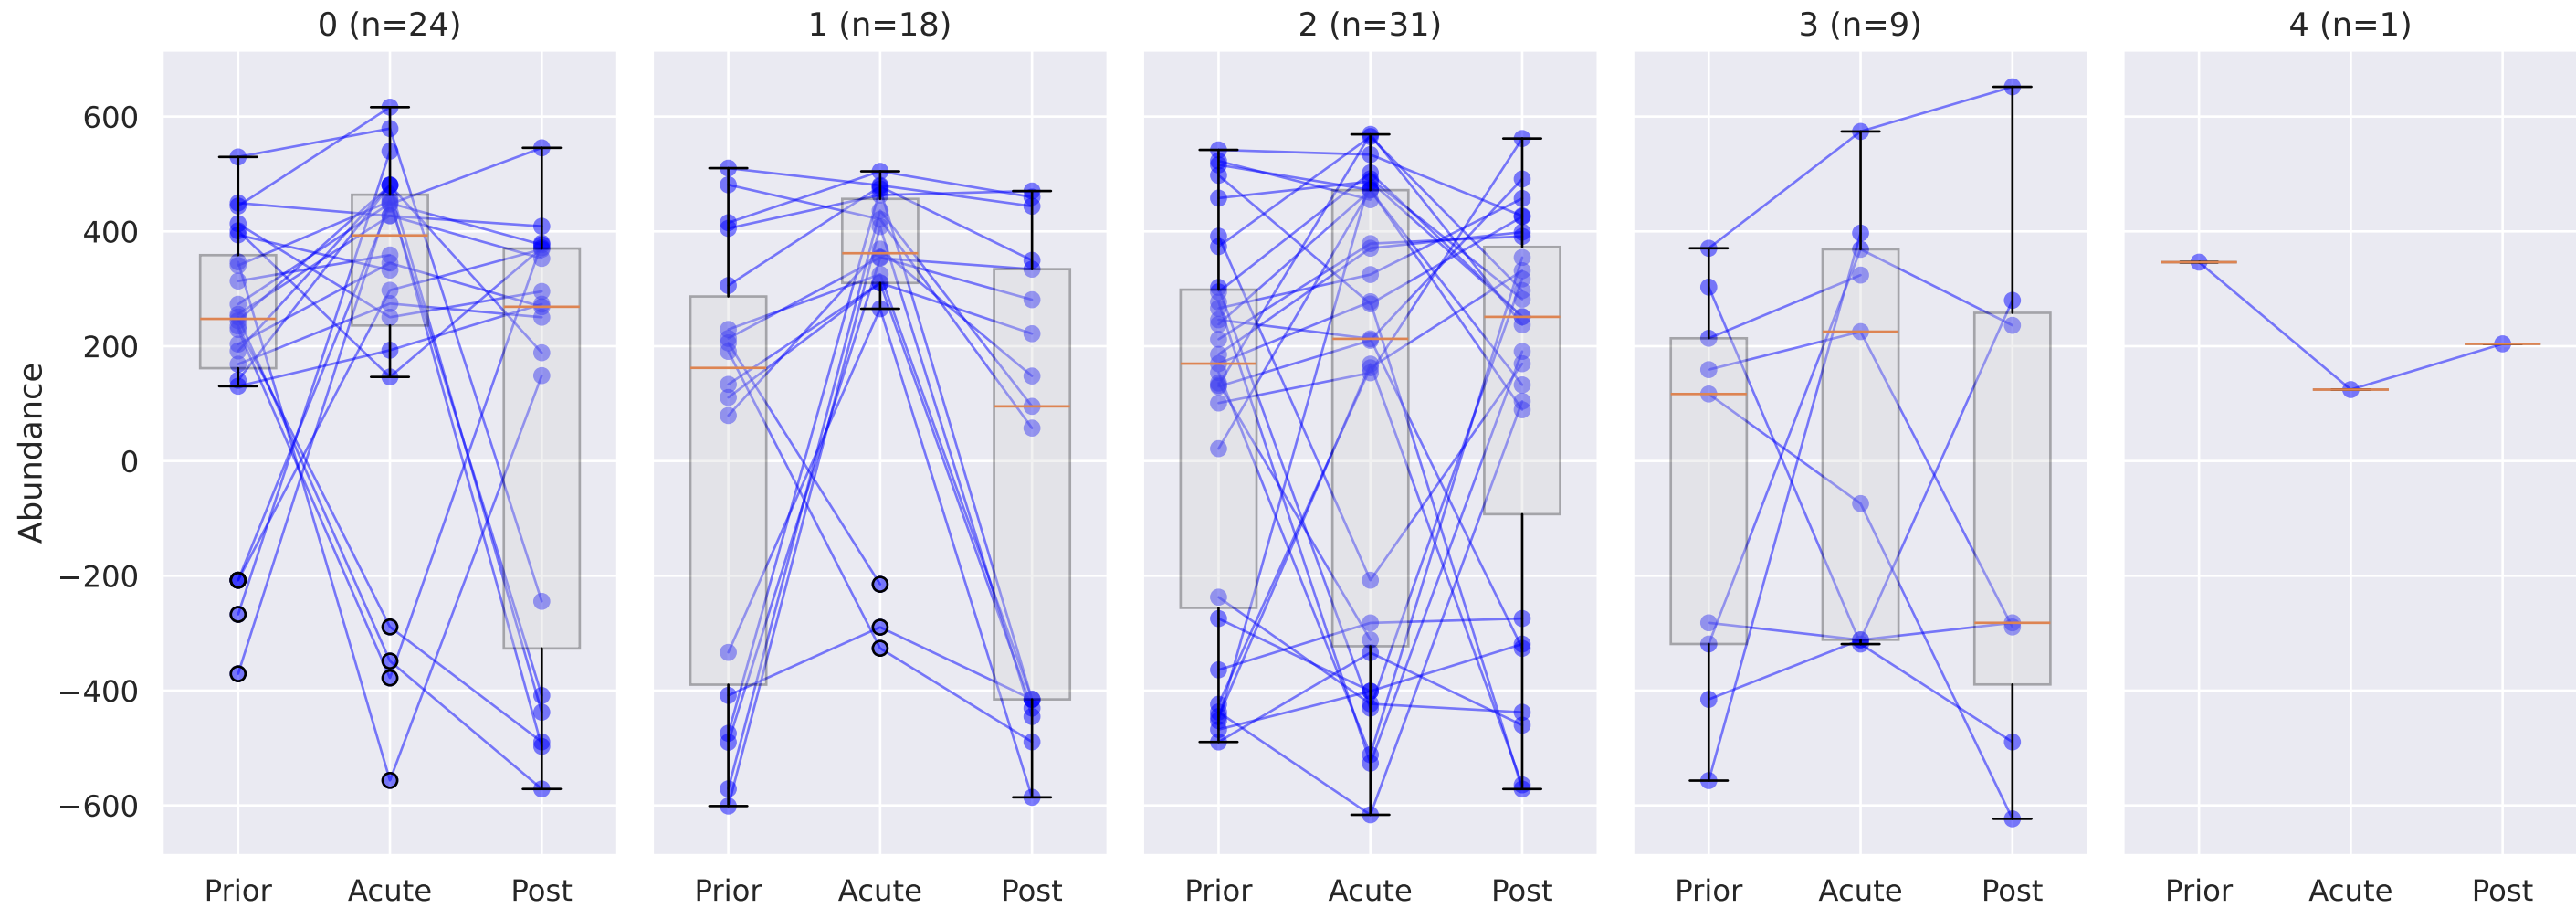 0 (n=24)
1 (n=18)
2 (n=31)
3 (n=9)
4 (n=1)
Abundance
600
400
200
0
−200
−400
−600
Prior Acute Post
Prior Acute Post
Prior Acute Post
Prior Acute Post
Prior Acute Post